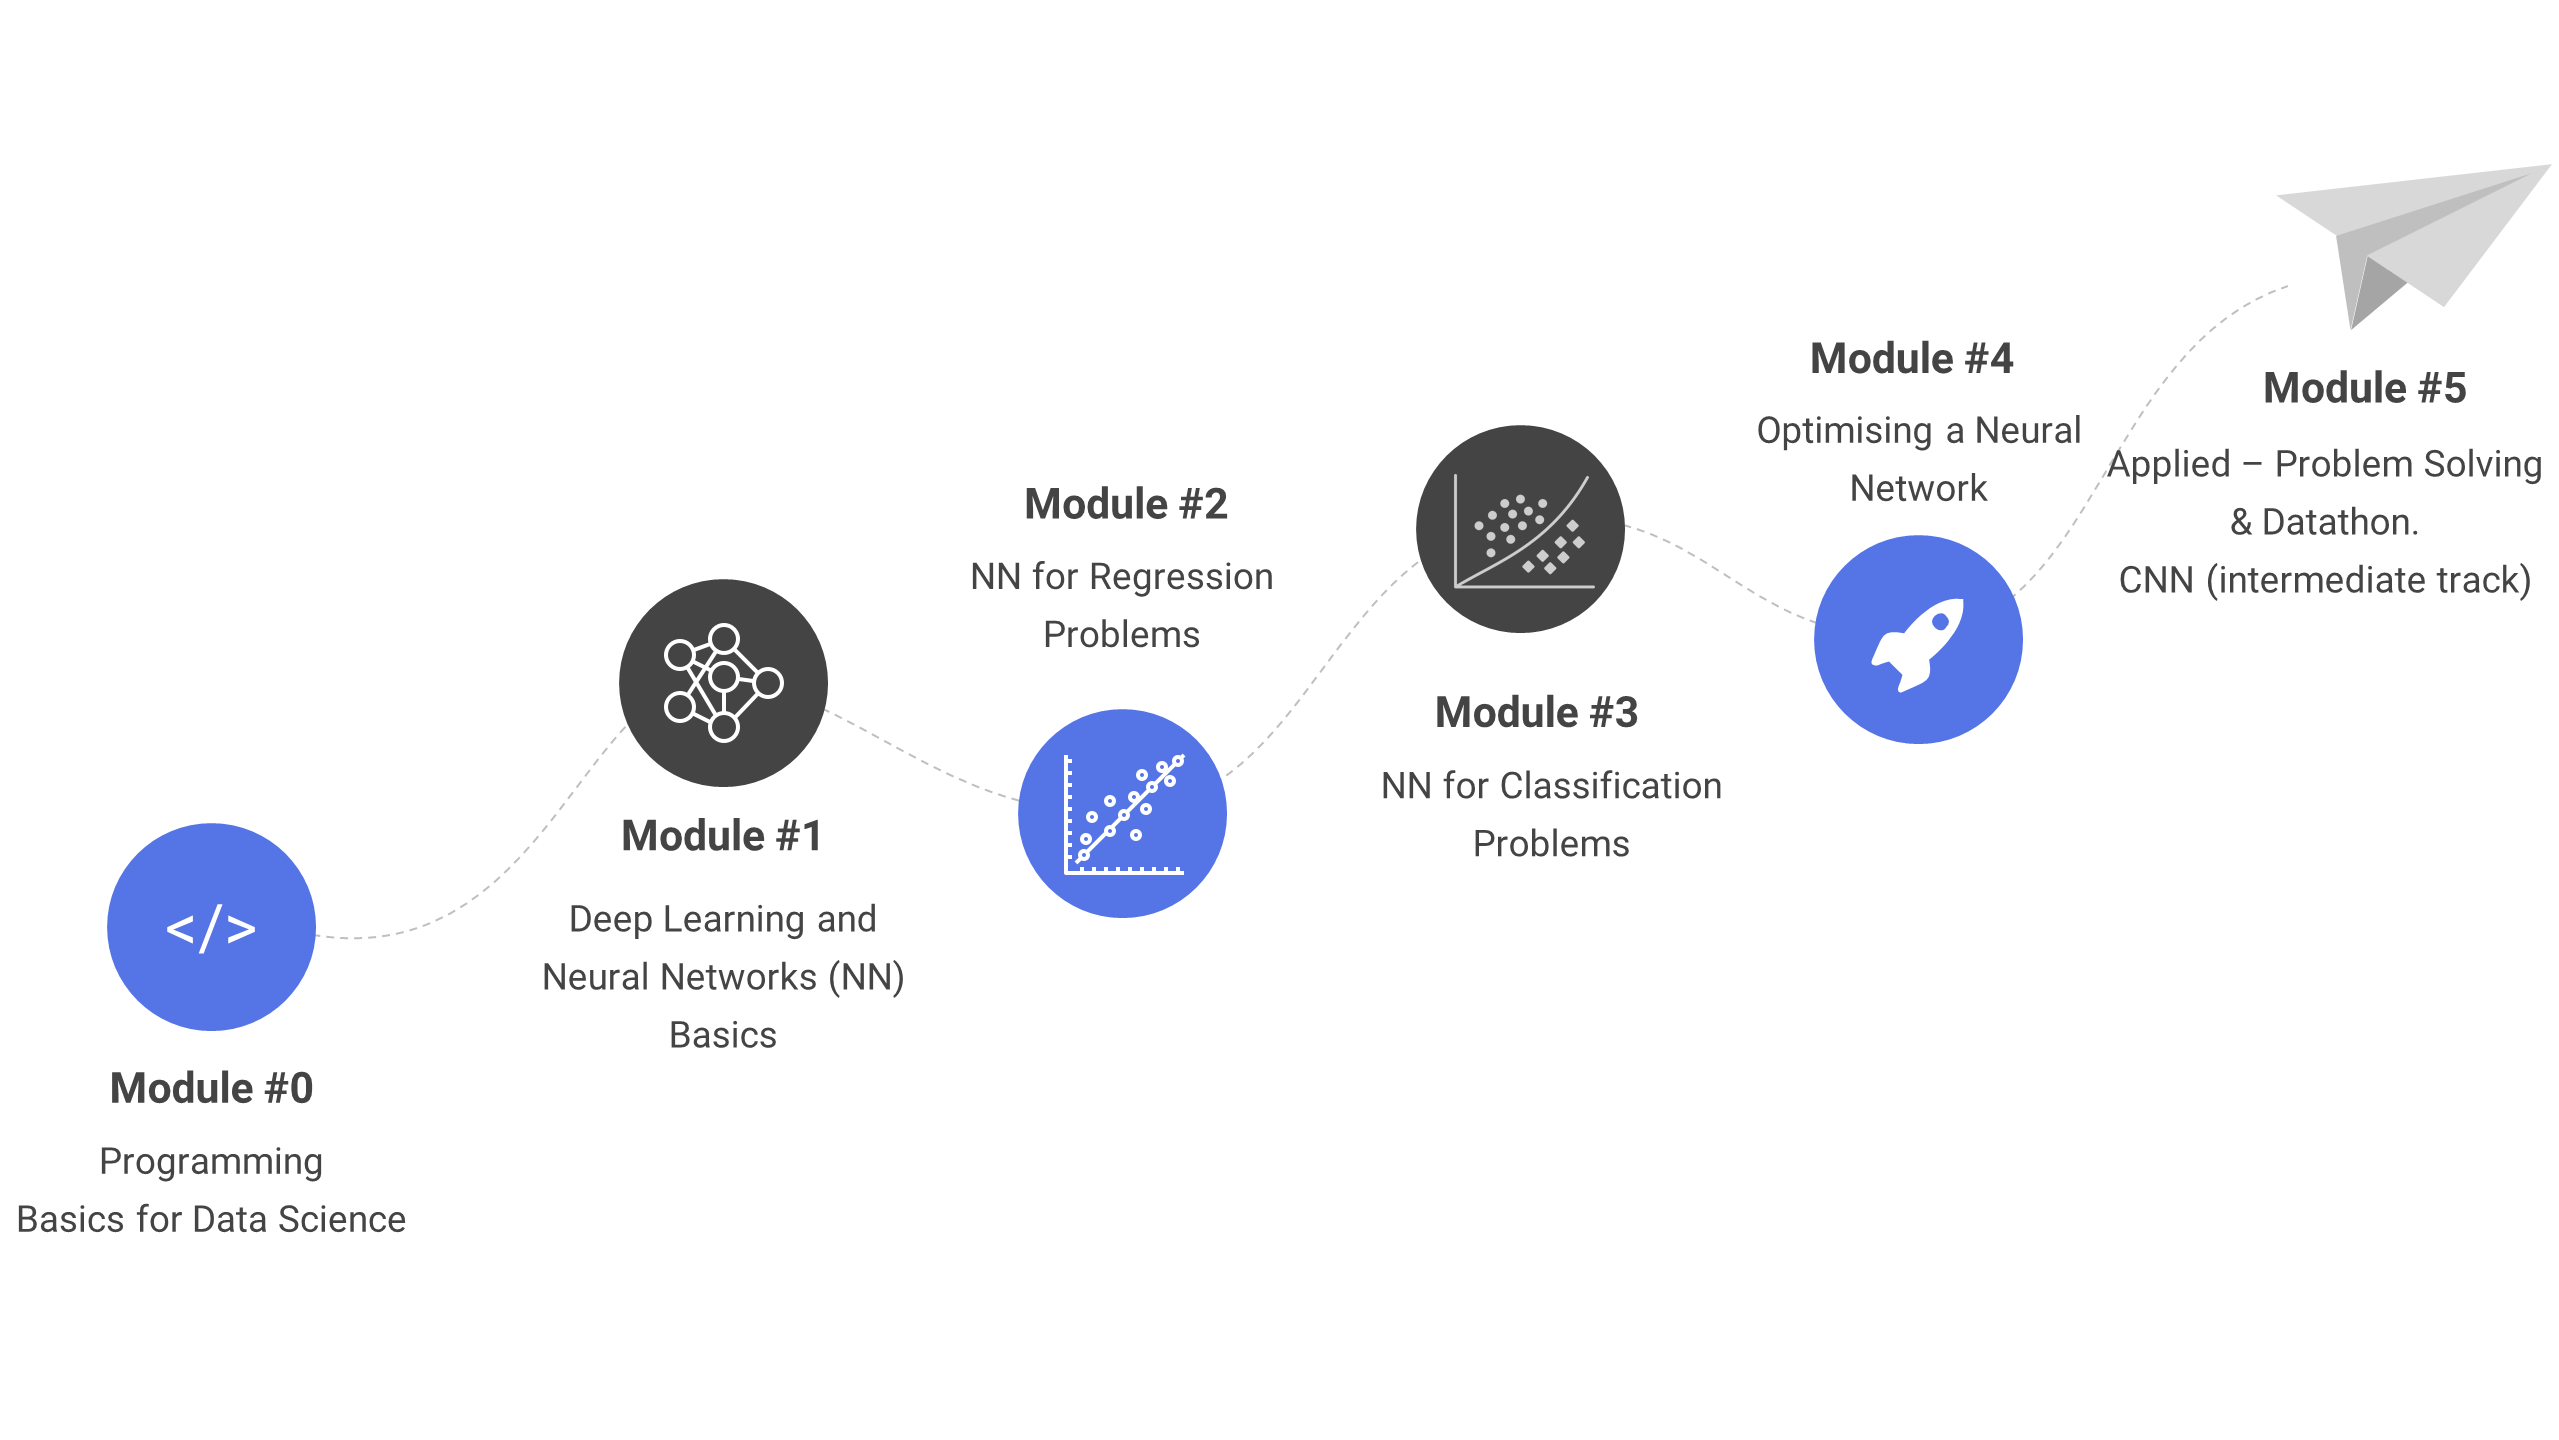 Module #0
Programming
Basics for Data Science
</>
Module #1
Deep Learning and
Neural Networks (NN)
Basics
Module #2
NN for Regression
Problems
Module #3
NN for Classification
Problems
Module #4
Optimising a Neural
Network
Module #5
Applied – Problem Solving
& Datathon.
CNN (intermediate track)